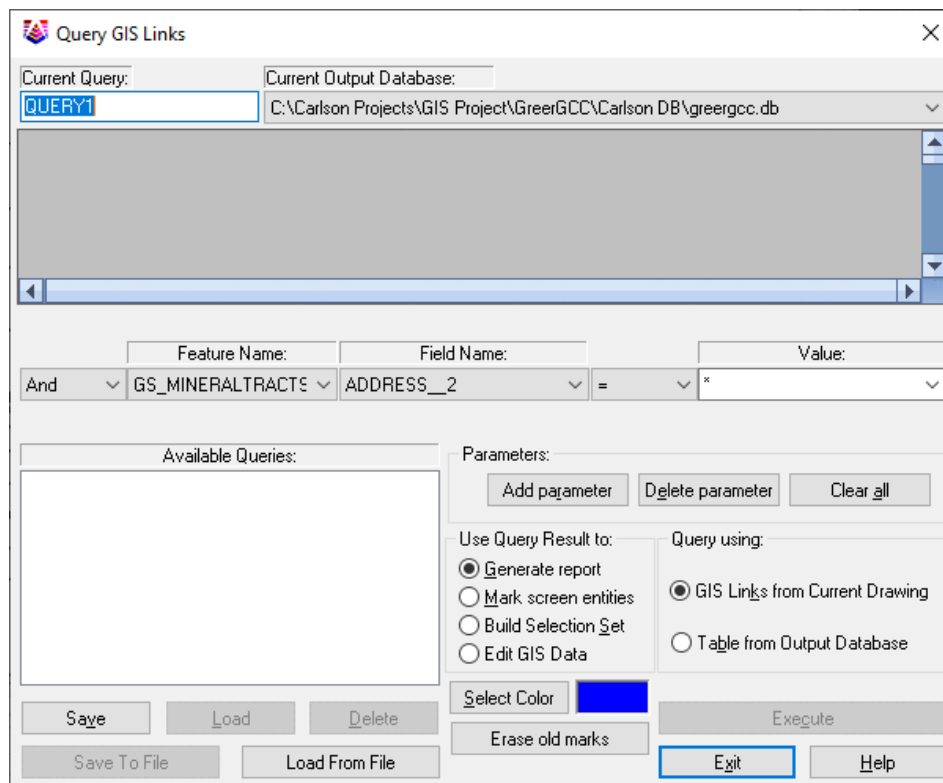 Query GIS Links
Current Query: Current Output Database:
QUERY1 C:\Carlson Projects\GIS Project\GreerGCC\Carlson DB\greergcc.db
Feature Name: Field Name: Value:
And GS_MINERALTRACTS ADDRESS__2 = *
Available Queries:
Parameters:
Add parameter Delete parameter Clear all
Use Query Result to: Query using:
Generate report
Mark screen entities
Build Selection Set
Edit GIS Data
GIS Links from Current Drawing
Table from Output Database
Select Color
Erase old marks
Save Load Delete Execute
Save To File Load From File Exit Help